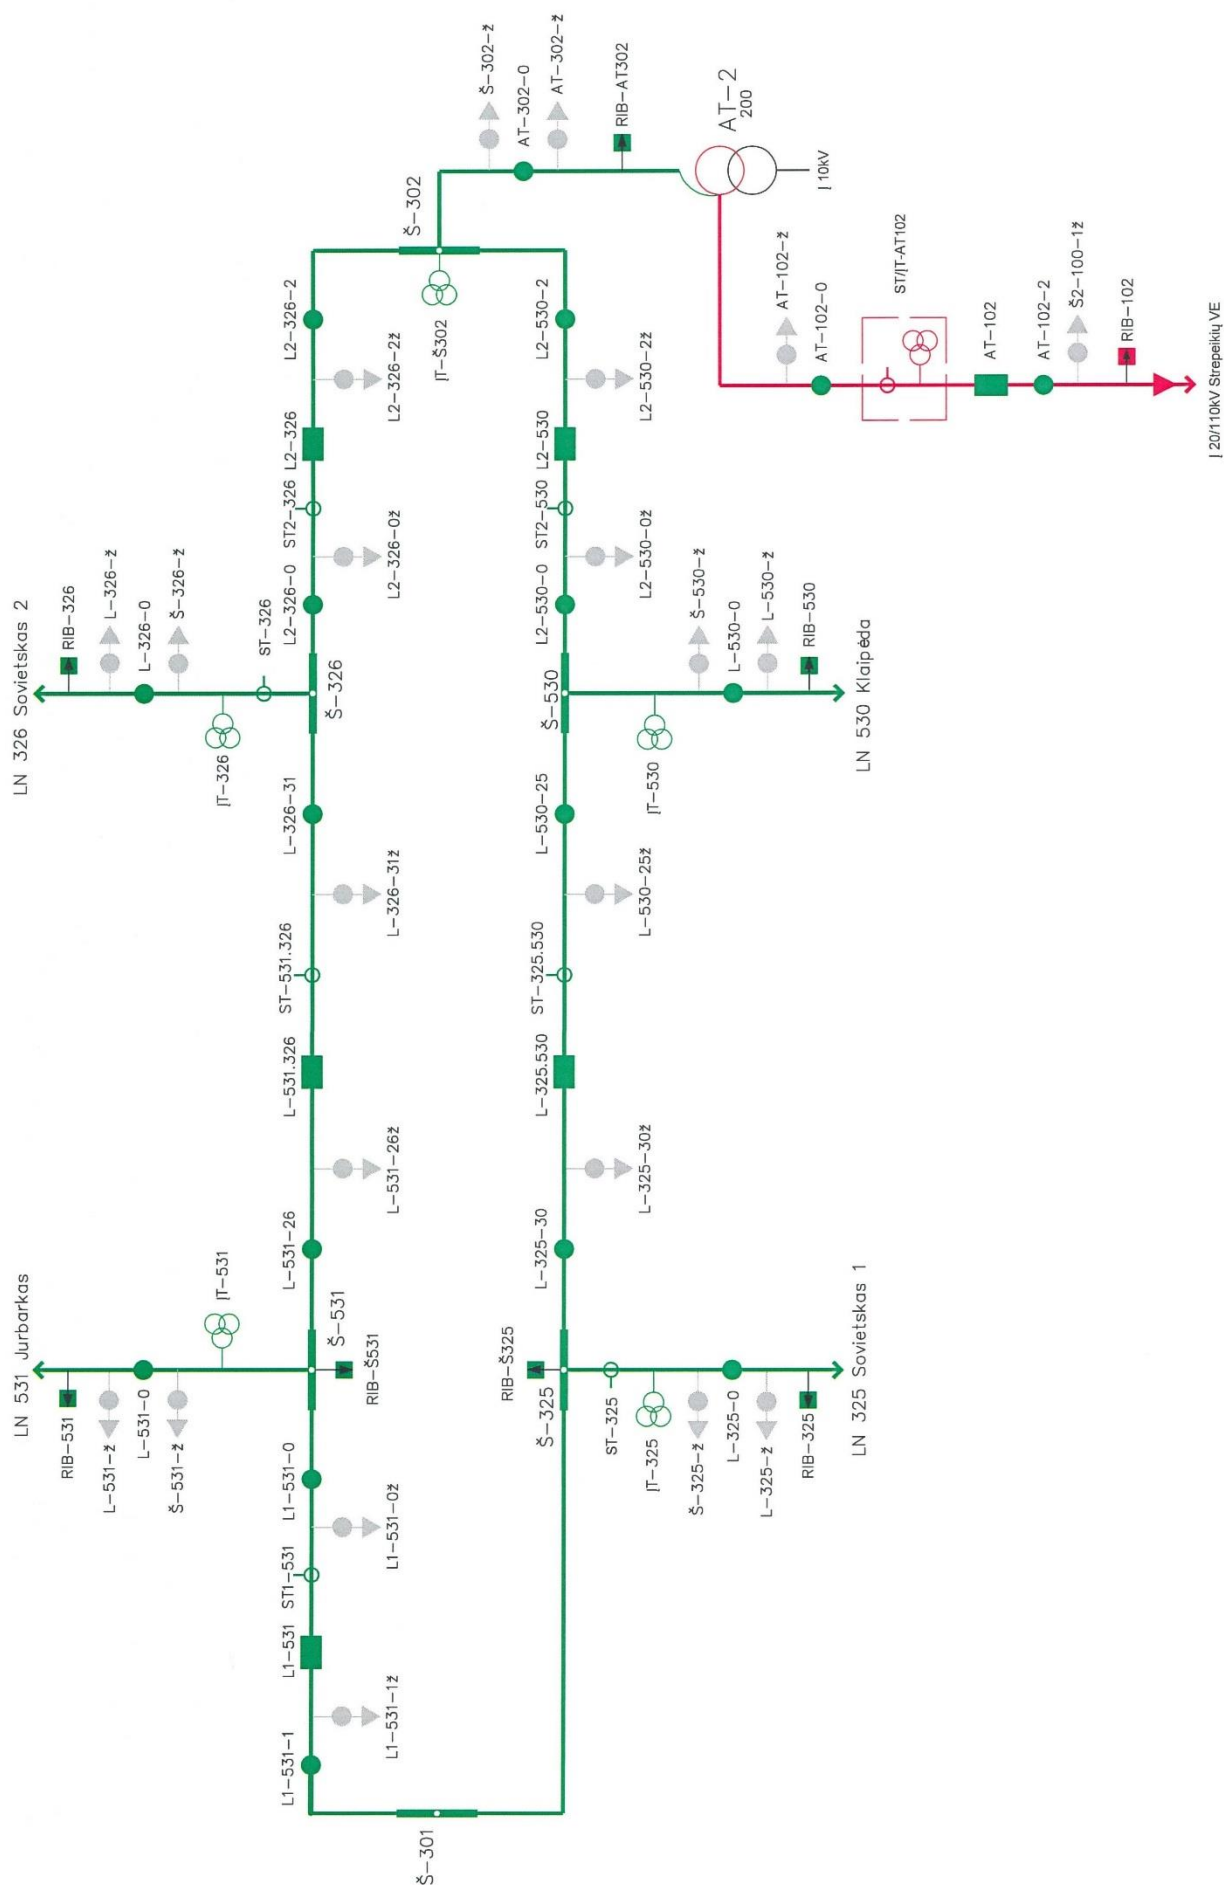 LN 531 Jurbarkas
LN 326 Sovietskas 2
RIB-531
RIB-326
L-531-ž
L-326-ž
L-531-0
L-326-0
Š-531-ž
Š-326-ž
ĮT-531
ĮT-326
ST-326
L1-531-1
L1-531
ST1-531
L1-531-0
L-531-26
L-531.326
ST-531.326
L-326-31
L2-326-0
ST2-326
L2-326
L2-326-2
Š-531
Š-326
RIB-Š531
L1-531-1ž
L1-531-0ž
L-531-26ž
L-326-31ž
L2-326-0ž
L2-326-2ž
Š-301
Š-302
ĮT-Š302
Š-302-ž
AT-302-0
AT-302-ž
RIB-AT302
AT-2
200
Į 10kV
RIB-Š325
Š-325
L-325-30
L-325.530
ST-325.530
L-530-25
Š-530
L2-530-0
ST2-530
L2-530
L2-530-2
L-325-30ž
L-530-25ž
L2-530-0ž
L2-530-2ž
ST-325
ĮT-325
ĮT-530
Š-325-ž
Š-530-ž
L-325-0
L-530-0
L-325-ž
L-530-ž
RIB-325
RIB-530
LN 325 Sovietskas 1
LN 530 Klaipėda
AT-102-ž
AT-102-0
ST/ĮT-AT102
AT-102
AT-102-2
Š2-100-1ž
RIB-102
Į 20/110kV Strepeikių VE